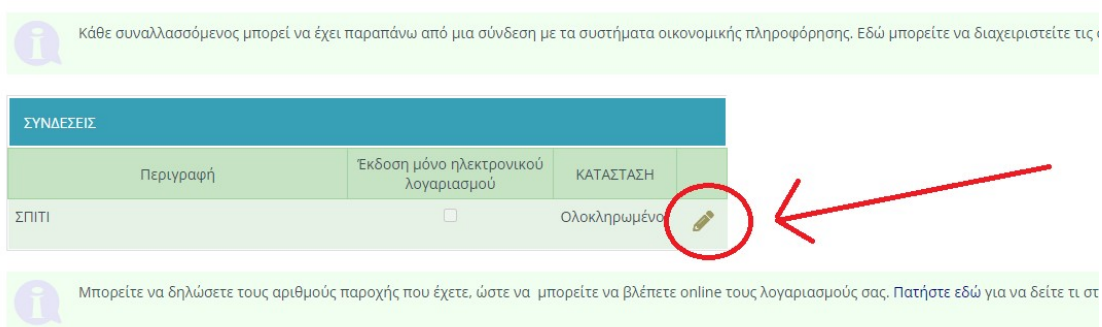 Κάθε συναλλασσόμενος μπορεί να έχει παραπάνω από μια σύνδεση με τα συστήματα οικονομικής πληροφόρησης. Εδώ μπορείτε να διαχειριστείτε τις
ΣΥΝΔΕΣΕΙΣ
Περιγραφή
Έκδοση μόνο ηλεκτρονικού
λογαριασμού
ΚΑΤΑΣΤΑΣΗ
ΣΠΙΤΙ
Ολοκληρωμένο
Μπορείτε να δηλώσετε τους αριθμούς παροχής που έχετε, ώστε να μπορείτε να βλέπετε online τους λογαριασμούς σας. Πατήστε εδώ για να δείτε τι